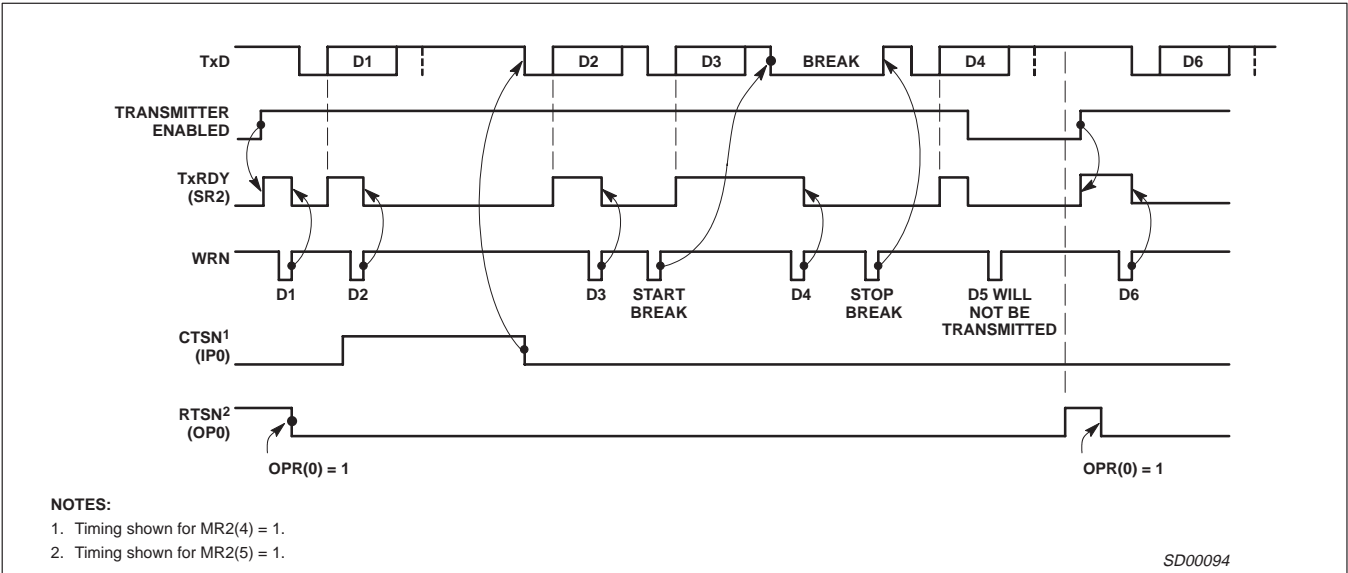 TxD
D1
D2
D3
BREAK
D4
D6
TRANSMITTER
ENABLED
TxRDY
(SR2)
WRN
D1
D2
D3
START
BREAK
D4
STOP
BREAK
D5 WILL
NOT BE
TRANSMITTED
D6
CTSN1
(IP0)
RTSN2
(OP0)
OPR(0) = 1
OPR(0) = 1
NOTES:
1. Timing shown for MR2(4) = 1.
2. Timing shown for MR2(5) = 1.
SD00094